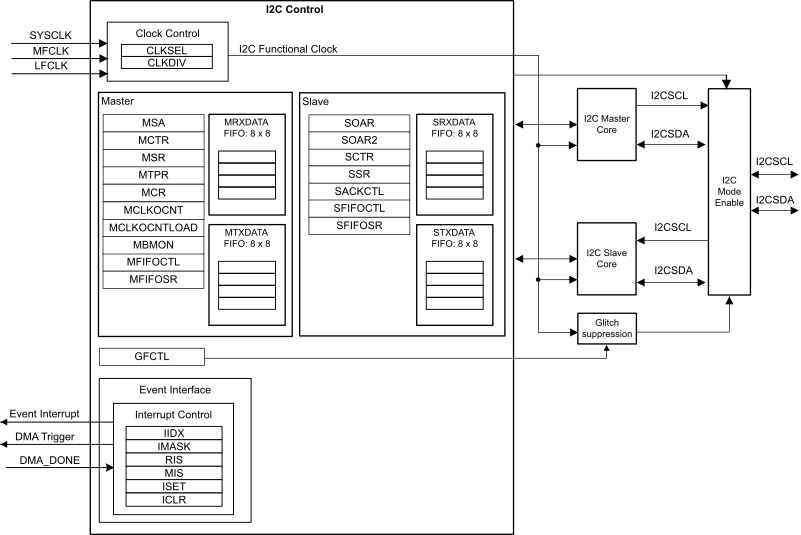 I2C Control
SYSCLK
MFCLK
LFCLK
Clock Control
CLKSEL
CLKDIV
I2C Functional Clock
Master
MSA
MCTR
MSR
MTPR
MCR
MCLKOCNT
MCLKOCNTLOAD
MBMON
MFIFOCTL
MFIFOSR
MRXDATA
FIFO: 8 x 8
MTXDATA
FIFO: 8 x 8
Slave
SOAR
SOAR2
SCTR
SSR
SACKCTL
SFIFOCTL
SFIFOSR
SRXDATA
FIFO: 8 x 8
STXDATA
FIFO: 8 x 8
I2C Master
Core
I2CSCL
I2CSDA
I2C Slave
Core
I2CSCL
I2CSDA
I2C
Mode
Enable
I2CSCL
I2CSDA
Glitch
suppression
GFCTL
Event Interface
Interrupt Control
IIDX
IMASK
RIS
MIS
ISET
ICLR
Event Interrupt
DMA Trigger
DMA_DONE